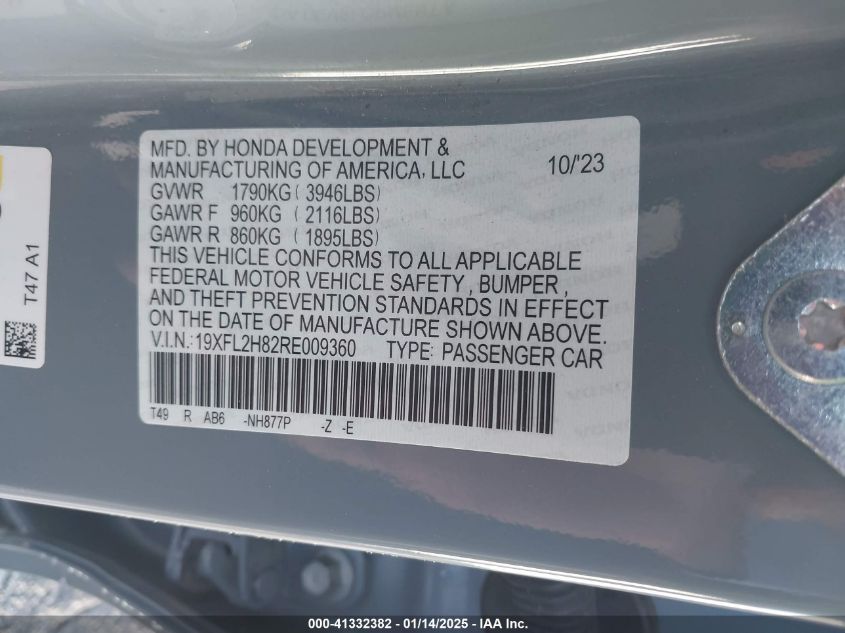 MFD. BY HONDA DEVELOPMENT &
MANUFACTURING OF AMERICA, LLC 10/'23
GVWR 1790KG ( 3946LBS)
GAWR F 960KG ( 2116LBS)
GAWR R 860KG ( 1895LBS)
THIS VEHICLE CONFORMS TO ALL APPLICABLE
FEDERAL MOTOR VEHICLE SAFETY, BUMPER,
AND THEFT PREVENTION STANDARDS IN EFFECT
ON THE DATE OF MANUFACTURE SHOWN ABOVE.
V.I.N.:19XFL2H82RE009360 TYPE: PASSENGER CAR
T49 R AB6 -NH877P -Z -E
T47 A1
000-41332382 - 01/14/2025 - IAA Inc.